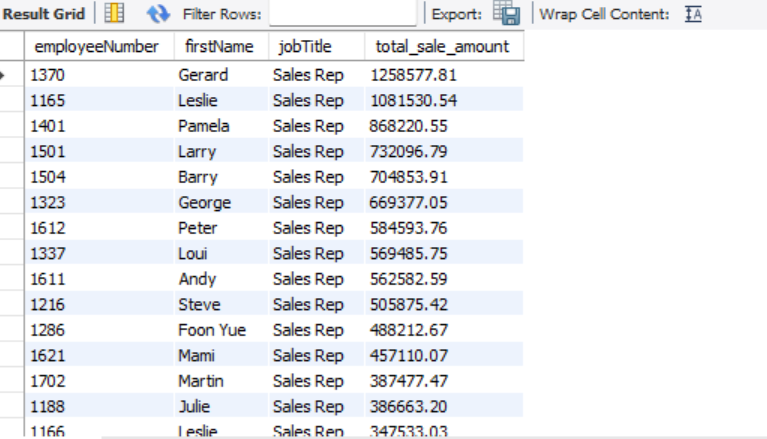 Result Grid Filter Rows: Export: Wrap Cell Content: IA
employeeNumber firstName jobTitle total_sale_amount
1370 Gerard Sales Rep 1258577.81
1165 Leslie Sales Rep 1081530.54
1401 Pamela Sales Rep 868220.55
1501 Larry Sales Rep 732096.79
1504 Barry Sales Rep 704853.91
1323 George Sales Rep 669377.05
1612 Peter Sales Rep 584593.76
1337 Loui Sales Rep 569485.75
1611 Andy Sales Rep 562582.59
1216 Steve Sales Rep 505875.42
1286 Foon Yue Sales Rep 488212.67
1621 Mami Sales Rep 457110.07
1702 Martin Sales Rep 387477.47
1188 Julie Sales Rep 386663.20
1166 Leslie Sales Rep 347533.03